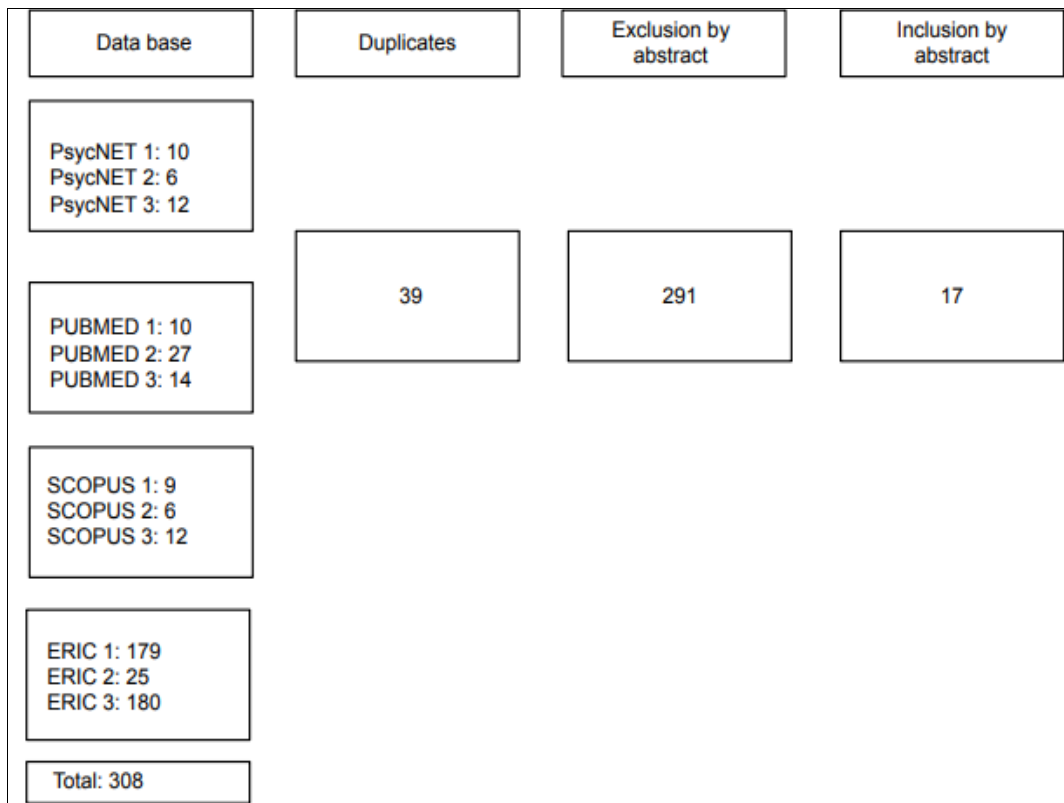 Data base
Duplicates
Exclusion by
abstract
Inclusion by
abstract
PsycNET 1: 10
PsycNET 2: 6
PsycNET 3: 12
39
291
17
PUBMED 1: 10
PUBMED 2: 27
PUBMED 3: 14
SCOPUS 1: 9
SCOPUS 2: 6
SCOPUS 3: 12
ERIC 1: 179
ERIC 2: 25
ERIC 3: 180
Total: 308